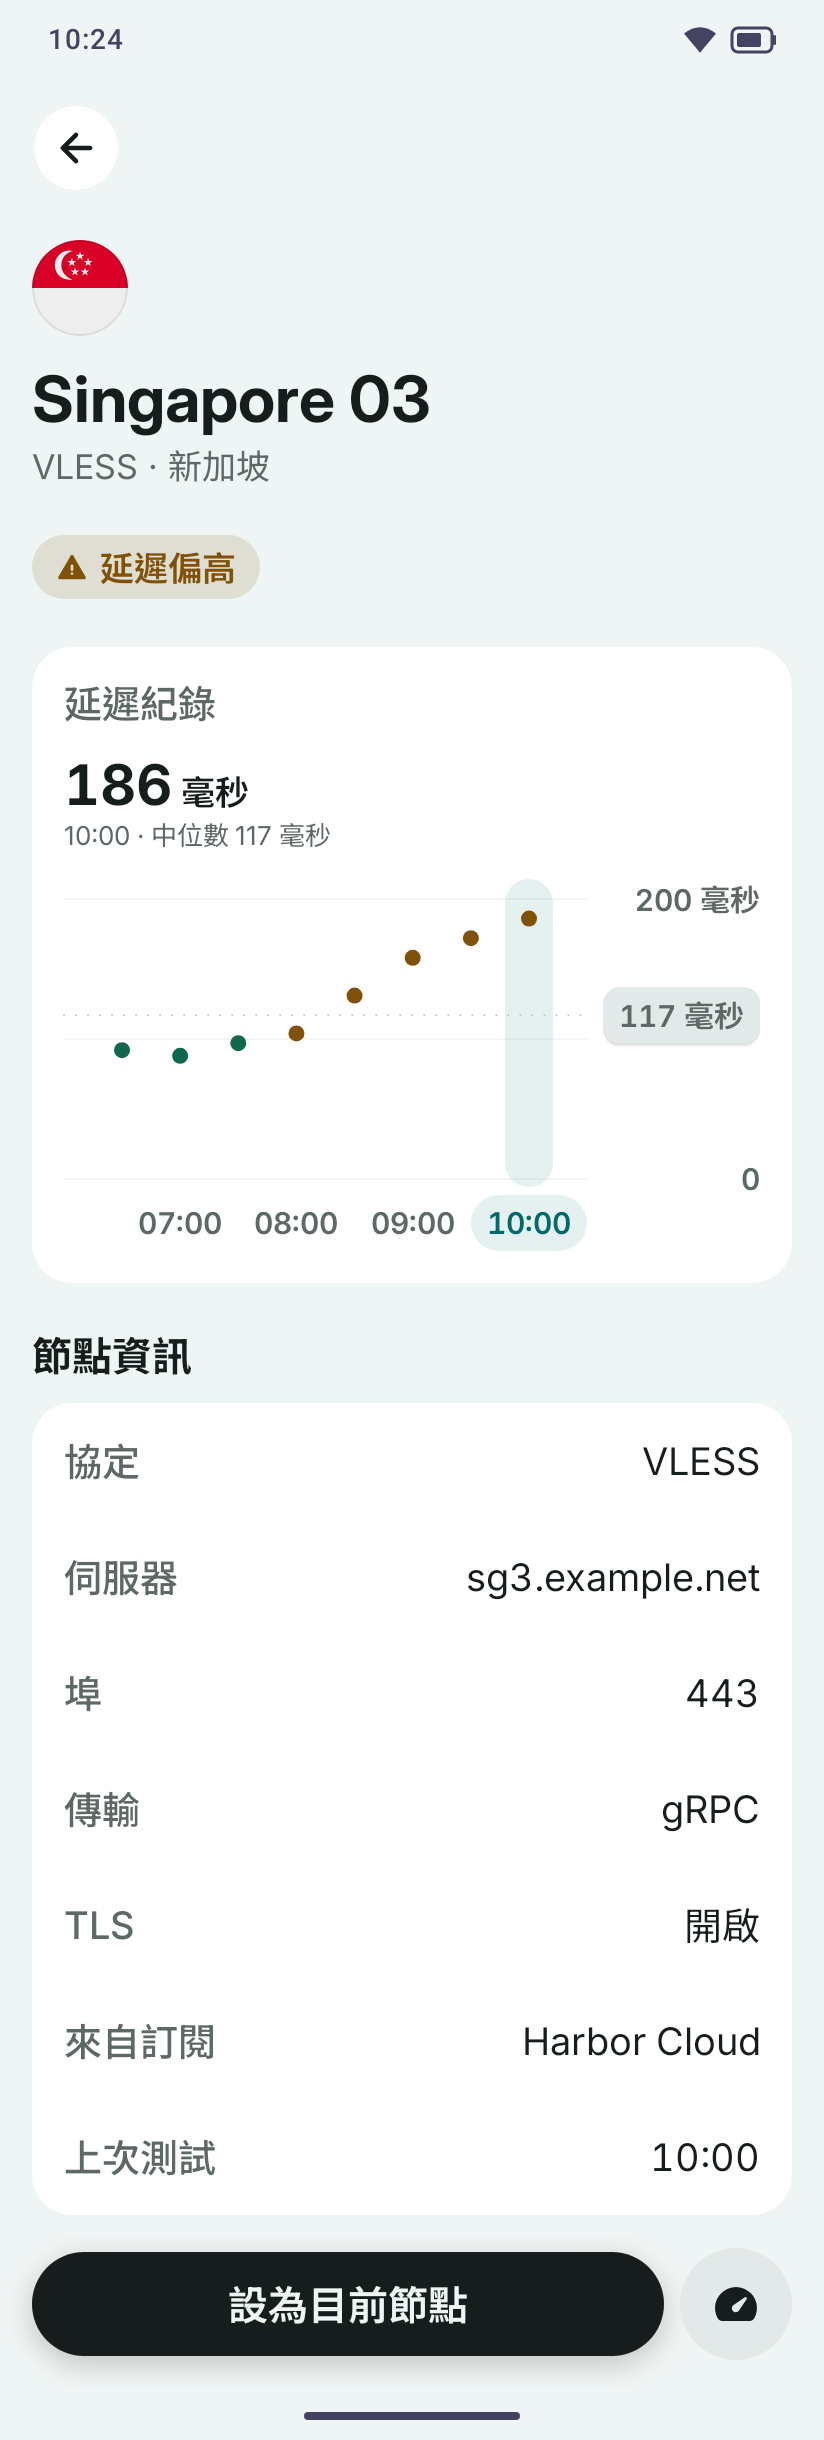 10:24
Singapore 03
VLESS · 新加坡
延遲偏高
延遲紀錄
186 毫秒
10:00 · 中位數 117 毫秒
200 毫秒
117 毫秒
0
07:00 08:00 09:00 10:00
節點資訊
協定 VLESS
伺服器 sg3.example.net
埠 443
傳輸 gRPC
TLS 開啟
來自訂閱 Harbor Cloud
上次測試 10:00
設為目前節點